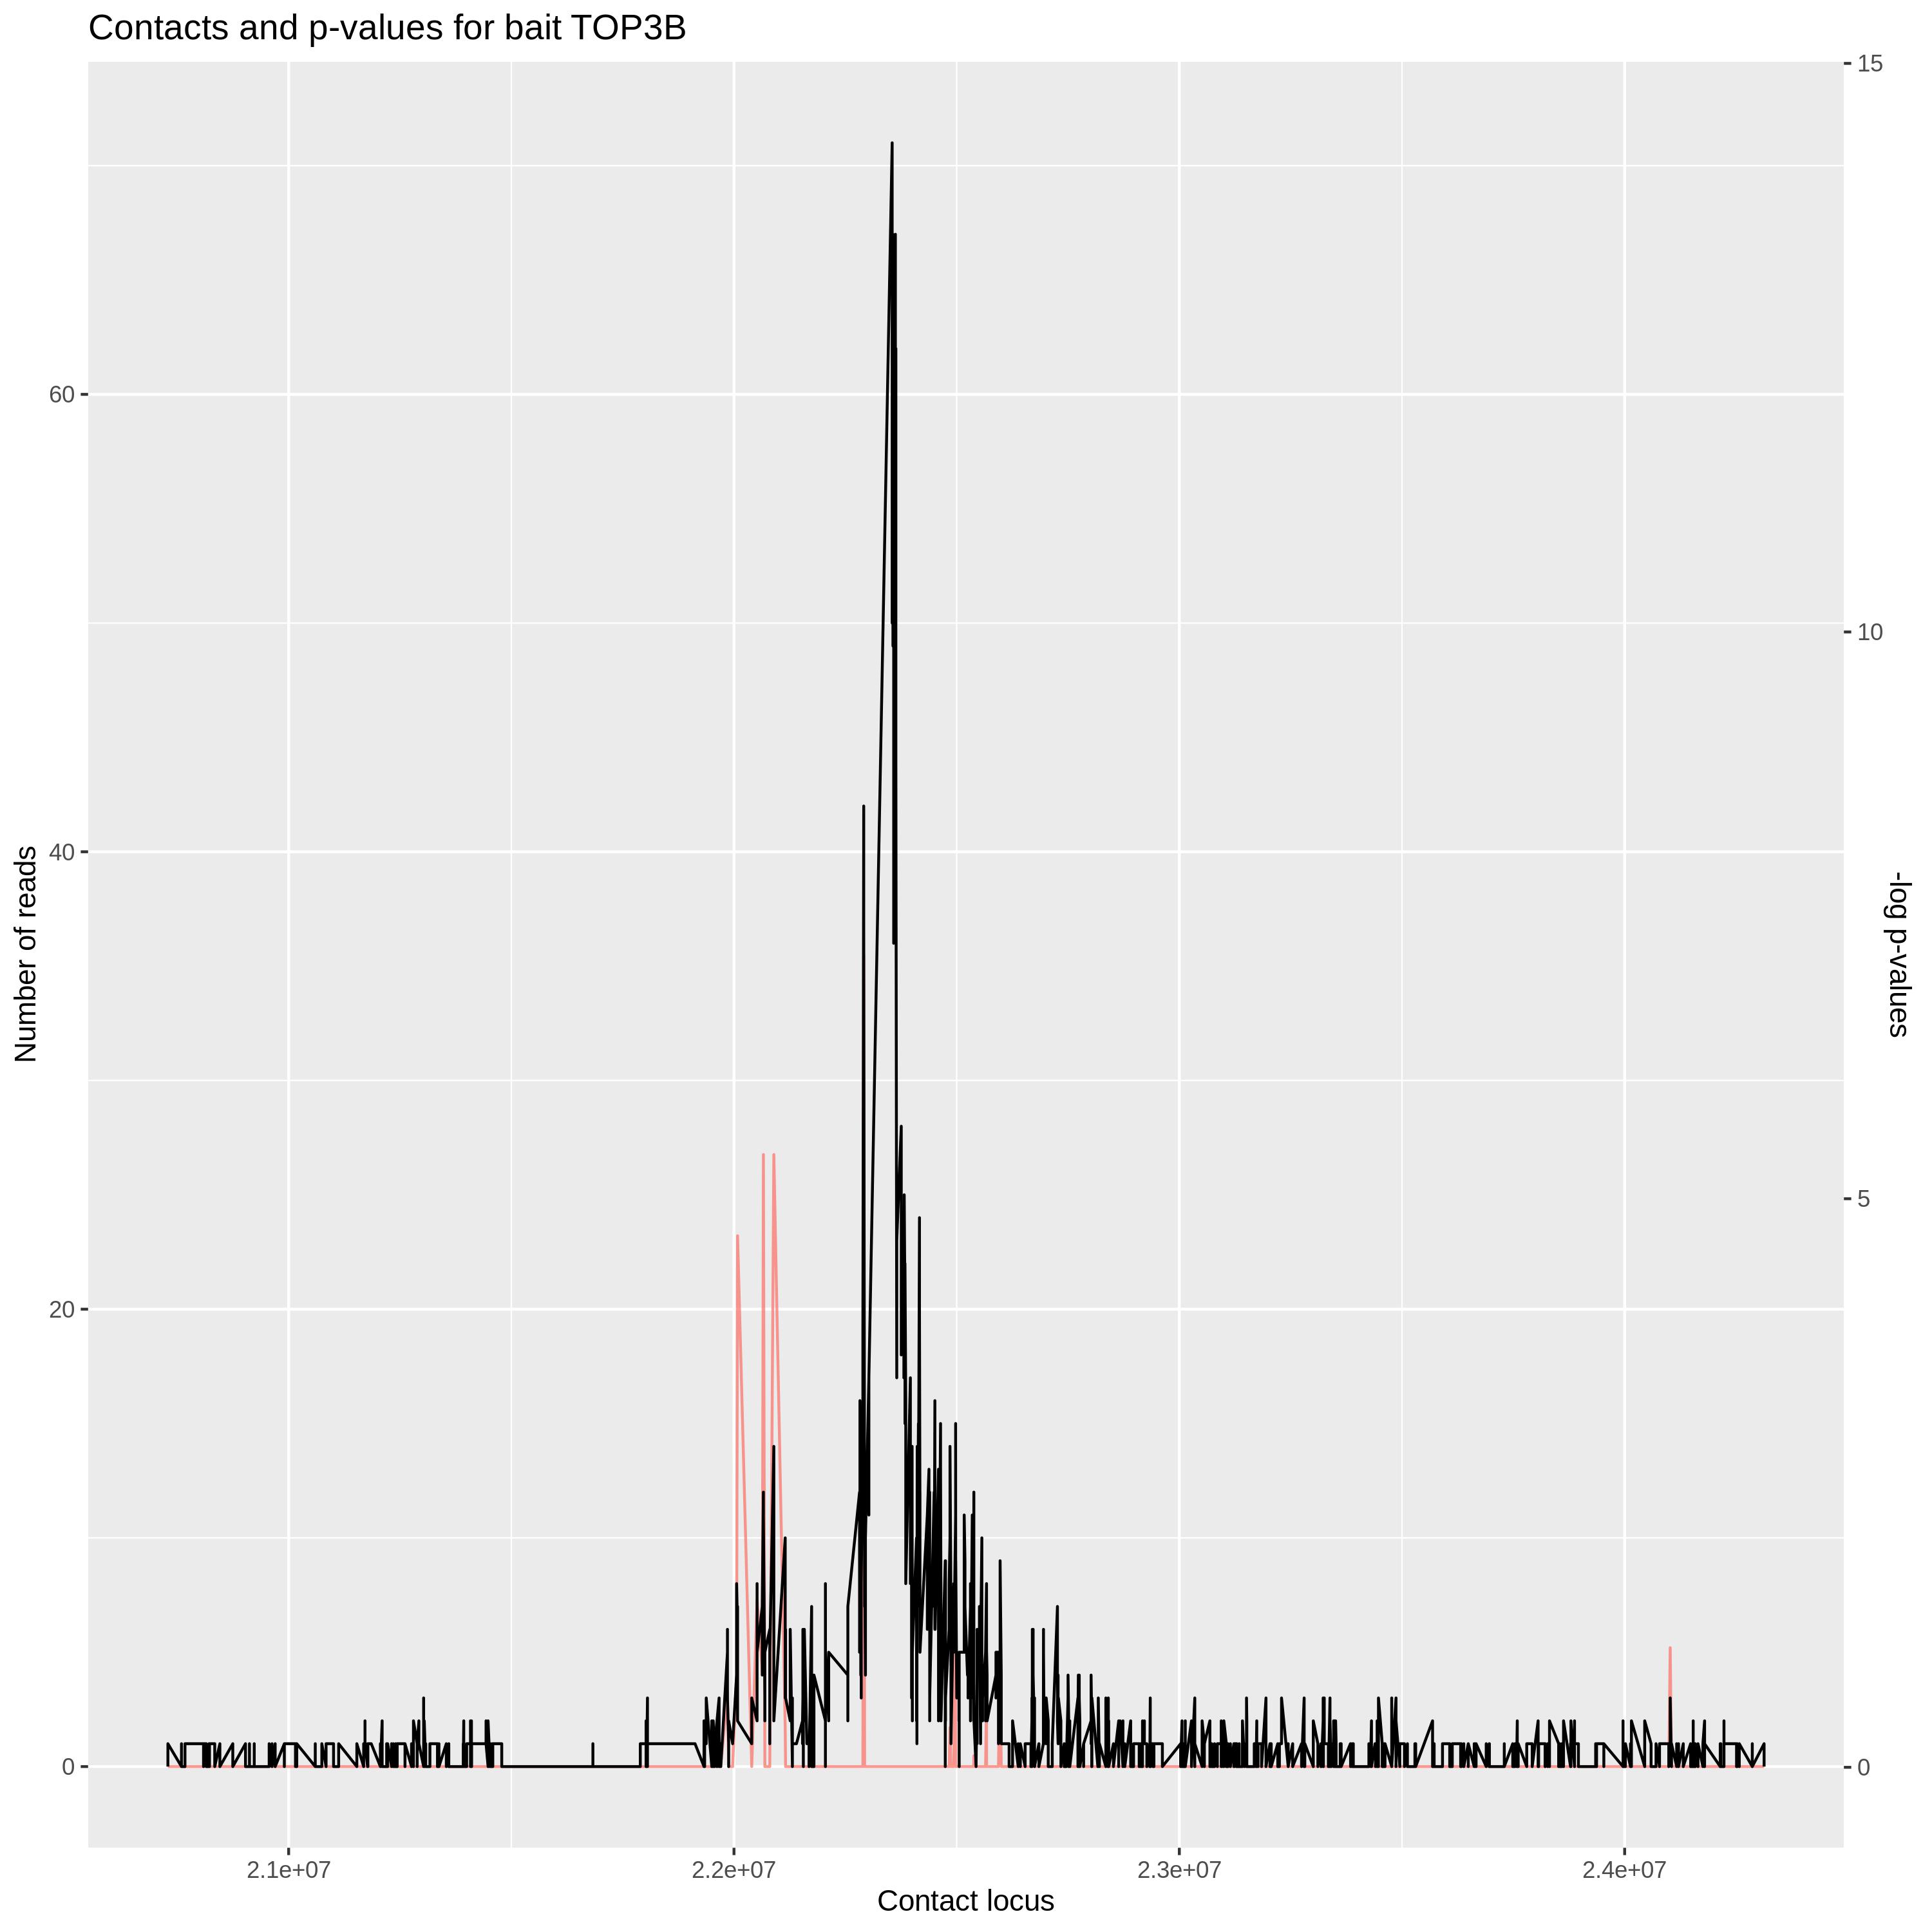 Contacts and p-values for bait TOP3B
Number of reads
60
40
20
0
15
10
5
0
-log p-values
2.1e+07
2.2e+07
2.3e+07
2.4e+07
Contact locus